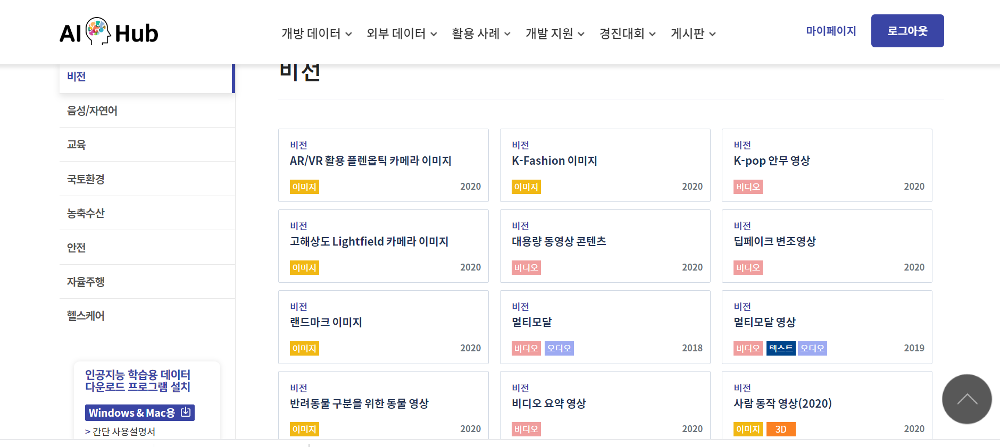 AI Hub
개방 데이터
외부 데이터
활용 사례
개발 지원
경진대회
게시판
마이페이지
로그아웃
비전
음성/자연어
교육
국토환경
농축수산
안전
자율주행
헬스케어
인공지능 학습용 데이터
다운로드 프로그램 설치
Windows & Mac용
> 간단 사용설명서
비전
비전
AR/VR 활용 플렌옵틱 카메라 이미지
이미지 2020
비전
K-Fashion 이미지
이미지 2020
비전
K-pop 안무 영상
비디오 2020
비전
고해상도 Lightfield 카메라 이미지
이미지 2020
비전
대용량 동영상 콘텐츠
비디오 2020
비전
딥페이크 변조영상
비디오 2020
비전
랜드마크 이미지
이미지 2020
비전
멀티모달
비디오 오디오 2018
비전
멀티모달 영상
비디오 텍스트 오디오 2019
비전
반려동물 구분을 위한 동물 영상
이미지 2020
비전
비디오 요약 영상
비디오 2020
비전
사람 동작 영상(2020)
이미지 3D 2020